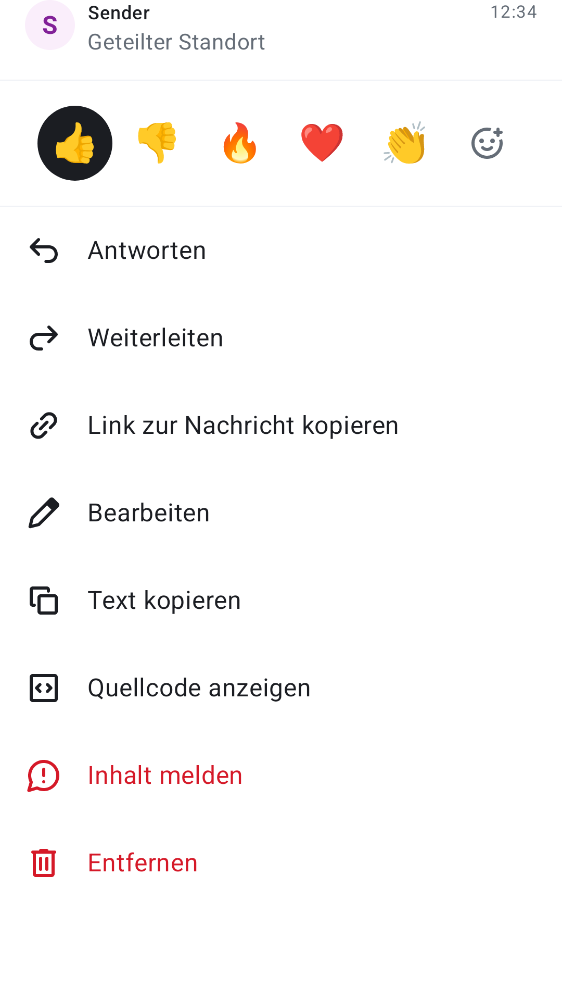 S
Sender
12:34
Geteilter Standort
Antworten
Weiterleiten
Link zur Nachricht kopieren
Bearbeiten
Text kopieren
Quellcode anzeigen
Inhalt melden
Entfernen